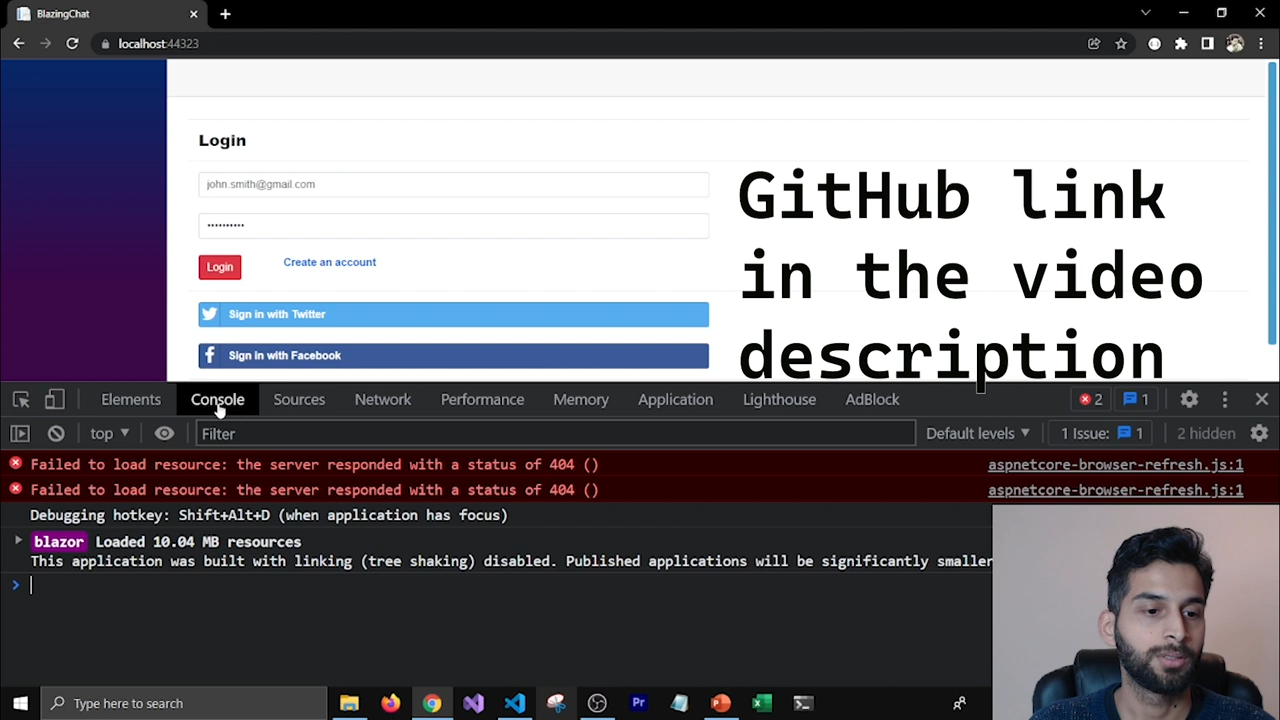 BlazingChat
localhost:44323
Login
john.smith@gmail.com
••••••••••
Login
Create an account
Sign in with Twitter
Sign in with Facebook
GitHub link
in the video
description
Elements
Console
Sources
Network
Performance
Memory
Application
Lighthouse
AdBlock
2
1
top
Filter
Default levels
1 Issue:
1
2 hidden
Failed to load resource: the server responded with a status of 404 ()
aspnetcore-browser-refresh.js:1
Failed to load resource: the server responded with a status of 404 ()
aspnetcore-browser-refresh.js:1
Debugging hotkey: Shift+Alt+D (when application has focus)
blazor Loaded 10.04 MB resources
This application was built with linking (tree shaking) disabled. Published applications will be significantly smaller
Type here to search
Pr